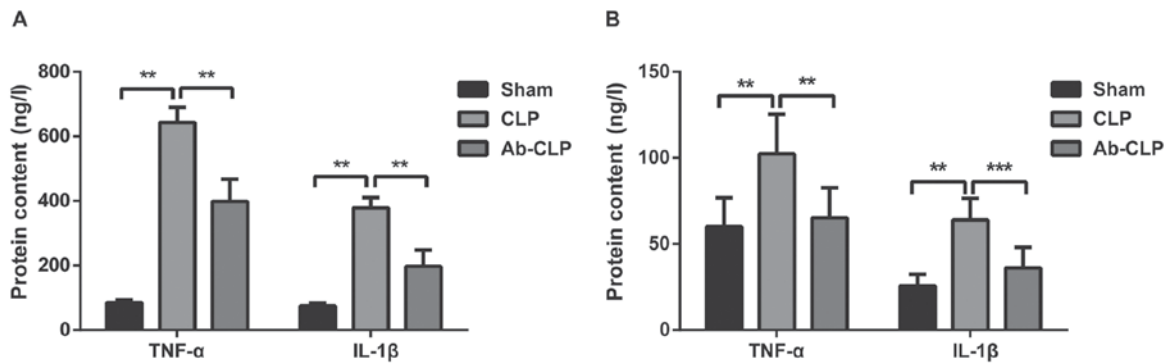 A
Protein content (ng/l)
800
600
400
200
0
**
**
**
**
TNF-α
IL-1β
Sham
CLP
Ab-CLP
B
Protein content (ng/l)
150
100
50
0
**
**
**
***
TNF-α
IL-1β
Sham
CLP
Ab-CLP